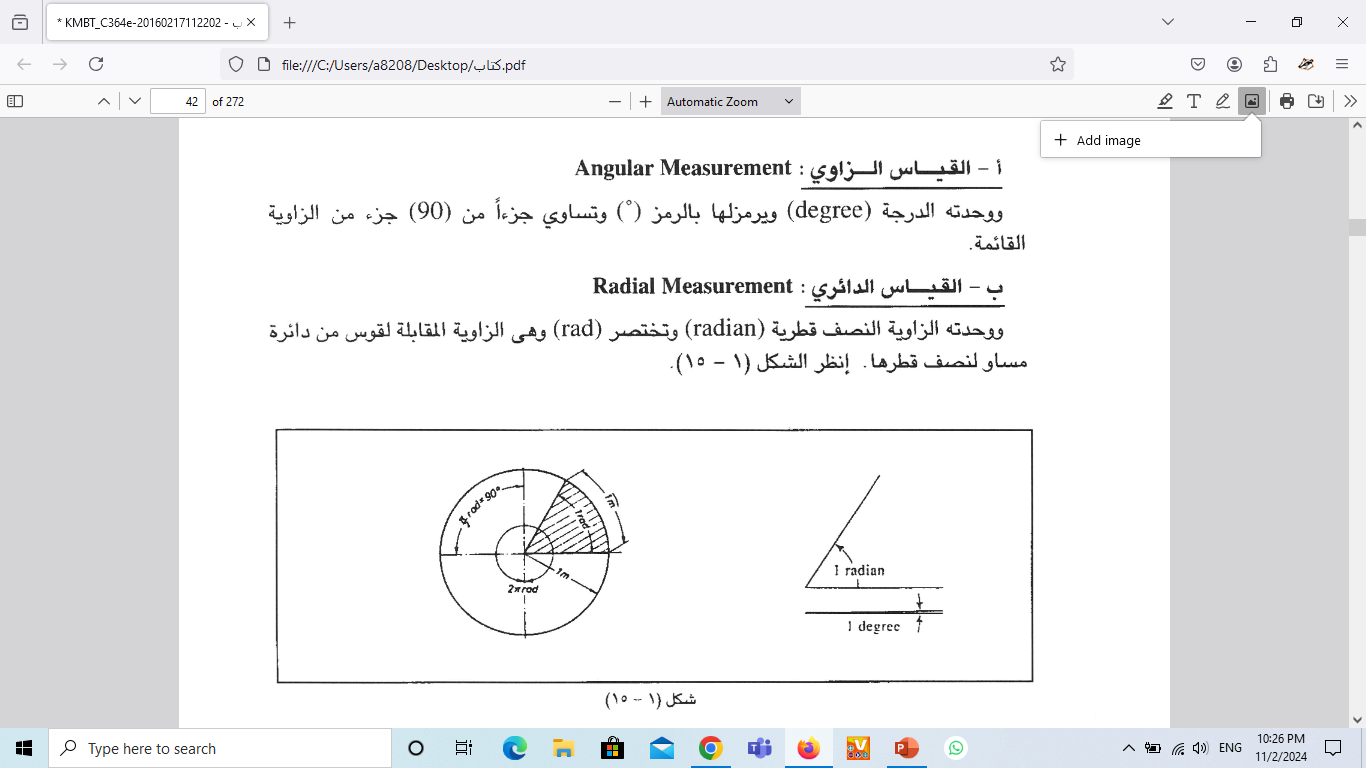 * KMBT_C364e-20160217112202 - ب
file:///C:/Users/a8208/Desktop/كتاب.pdf
42 of 272
Automatic Zoom
Add image
أ – القيـــاس الـــزاوي : Angular Measurement
ووحدته الدرجة (degree) ويرمزلها بالرمز (°) وتساوي جزءاً من (90) جزء من الزاوية
القائمة.
ب – القيـــاس الدائري : Radial Measurement
ووحدته الزاوية النصف قطرية (radian) وتختصر (rad) وهى الزاوية المقابلة لقوس من دائرة
مساو لنصف قطرها. إنظر الشكل (١ – ١٥).
π/2 rad=90°
1m
1rad
1m
2πrad
1 radian
1 degree
شكل (١ – ١٥)
Type here to search
ENG
10:26 PM
11/2/2024